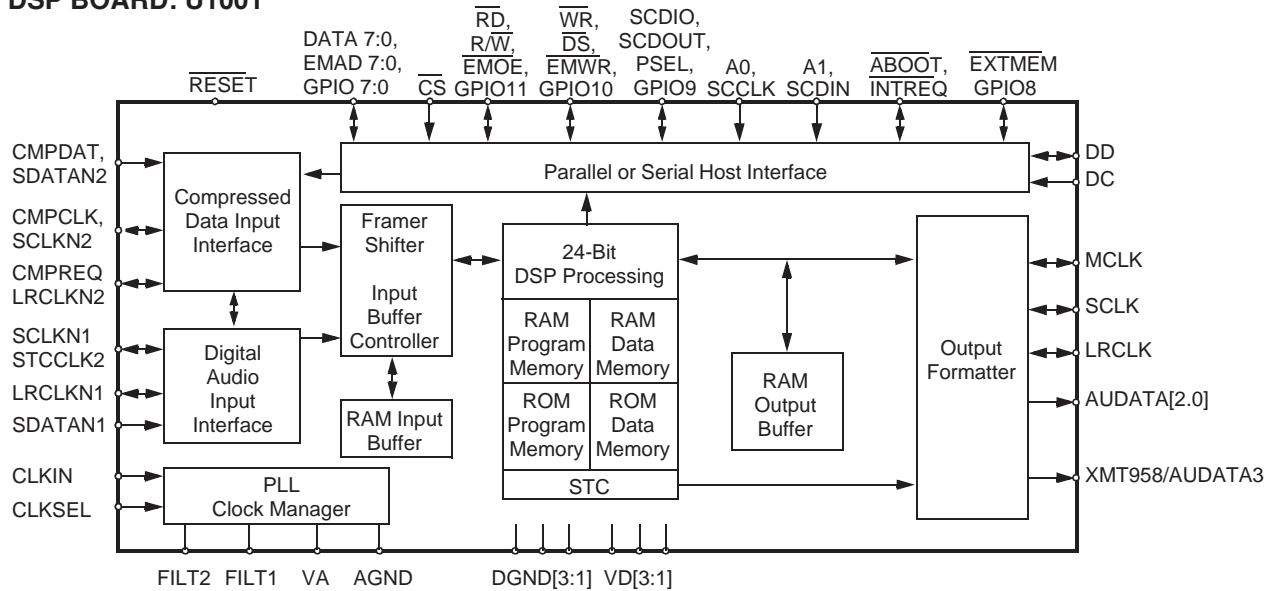 DSP BOARD: U1001
RD,
R/W,
EMOE,
GPIO11
WR,
DS,
EMWR,
GPIO10
SCDIO,
SCDOUT,
PSEL,
GPIO9
DATA 7:0,
EMAD 7:0,
GPIO 7:0
CS
A0,
SCCLK
A1,
SCDIN
ABOOT,
INTREQ
EXTMEM
GPIO8
RESET
CMPDAT,
SDATAN2
CMPCLK,
SCLKN2
CMPREQ
LRCLKN2
SCLKN1
STCCLK2
LRCLKN1
SDATAN1
CLKIN
CLKSEL
Compressed
Data Input
Interface
Digital
Audio
Input
Interface
PLL
Clock Manager
Parallel or Serial Host Interface
Framer
Shifter
Input
Buffer
Controller
RAM Input
Buffer
24-Bit
DSP Processing
RAM
Program
Memory
RAM
Data
Memory
ROM
Program
Memory
ROM
Data
Memory
STC
RAM
Output
Buffer
Output
Formatter
DD
DC
MCLK
SCLK
LRCLK
AUDATA[2.0]
XMT958/AUDATA3
FILT2
FILT1
VA
AGND
DGND[3:1]
VD[3:1]